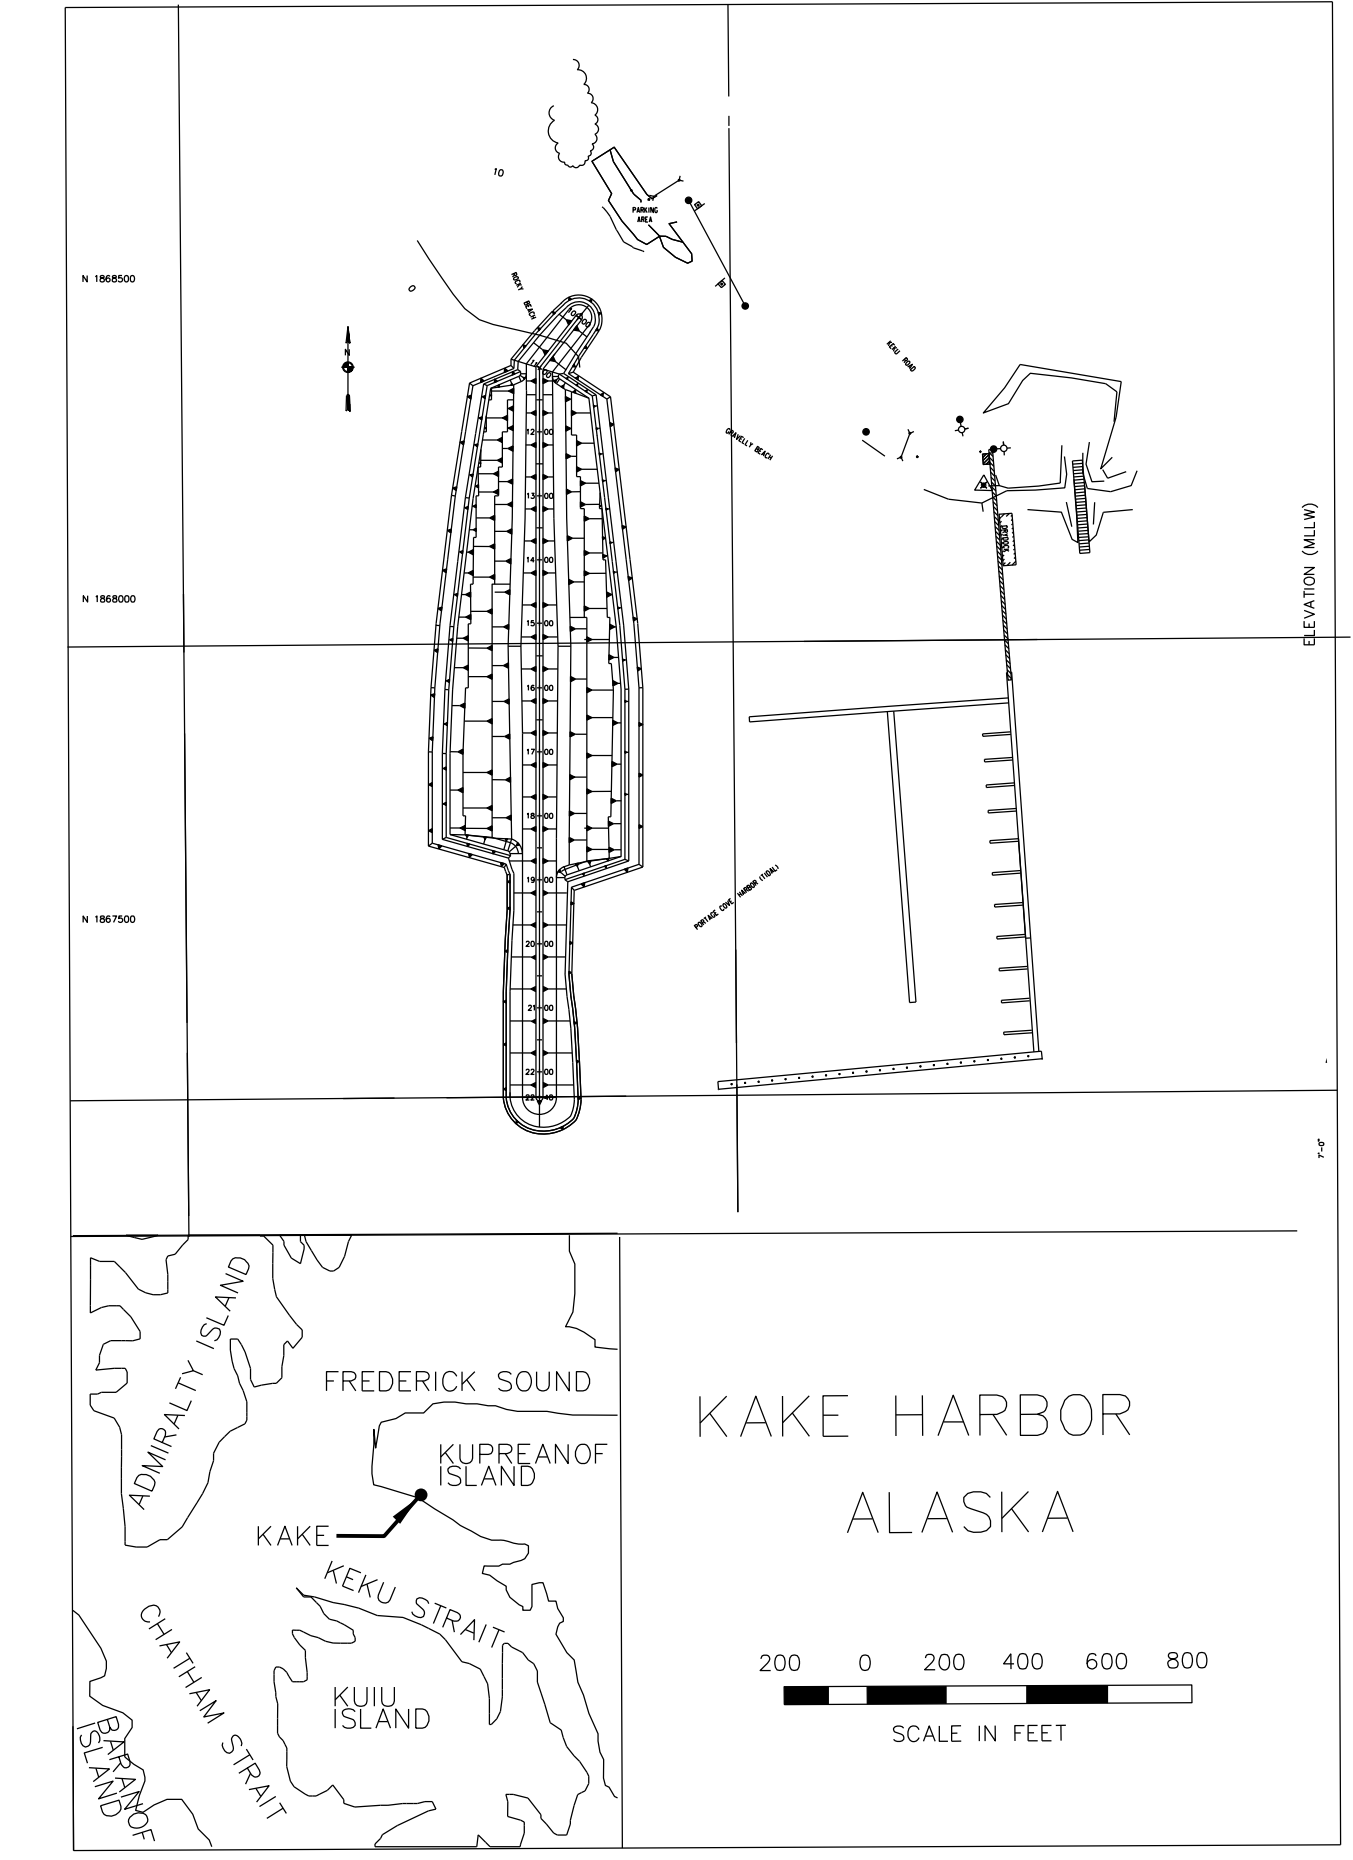 10
PARKING
AREA
N 1868500
0
ROCKY BEACH
N
KEKU ROAD
GRAVELLY BEACH
12+00
13+00
DRYDOCK
14+00
ELEVATION (MLLW)
N 1868000
15+00
16+00
17+00
18+00
19+00
PORTAGE COVE HARBOR (TIDAL)
N 1867500
20+00
21+00
22+00
7'-0"
ADMIRALTY ISLAND
FREDERICK SOUND
KUPREANOF
ISLAND
KAKE
KEKU STRAIT
CHATHAM STRAIT
KUIU
ISLAND
BARANOF
ISLAND
KAKE HARBOR
ALASKA
200 0 200 400 600 800
SCALE IN FEET